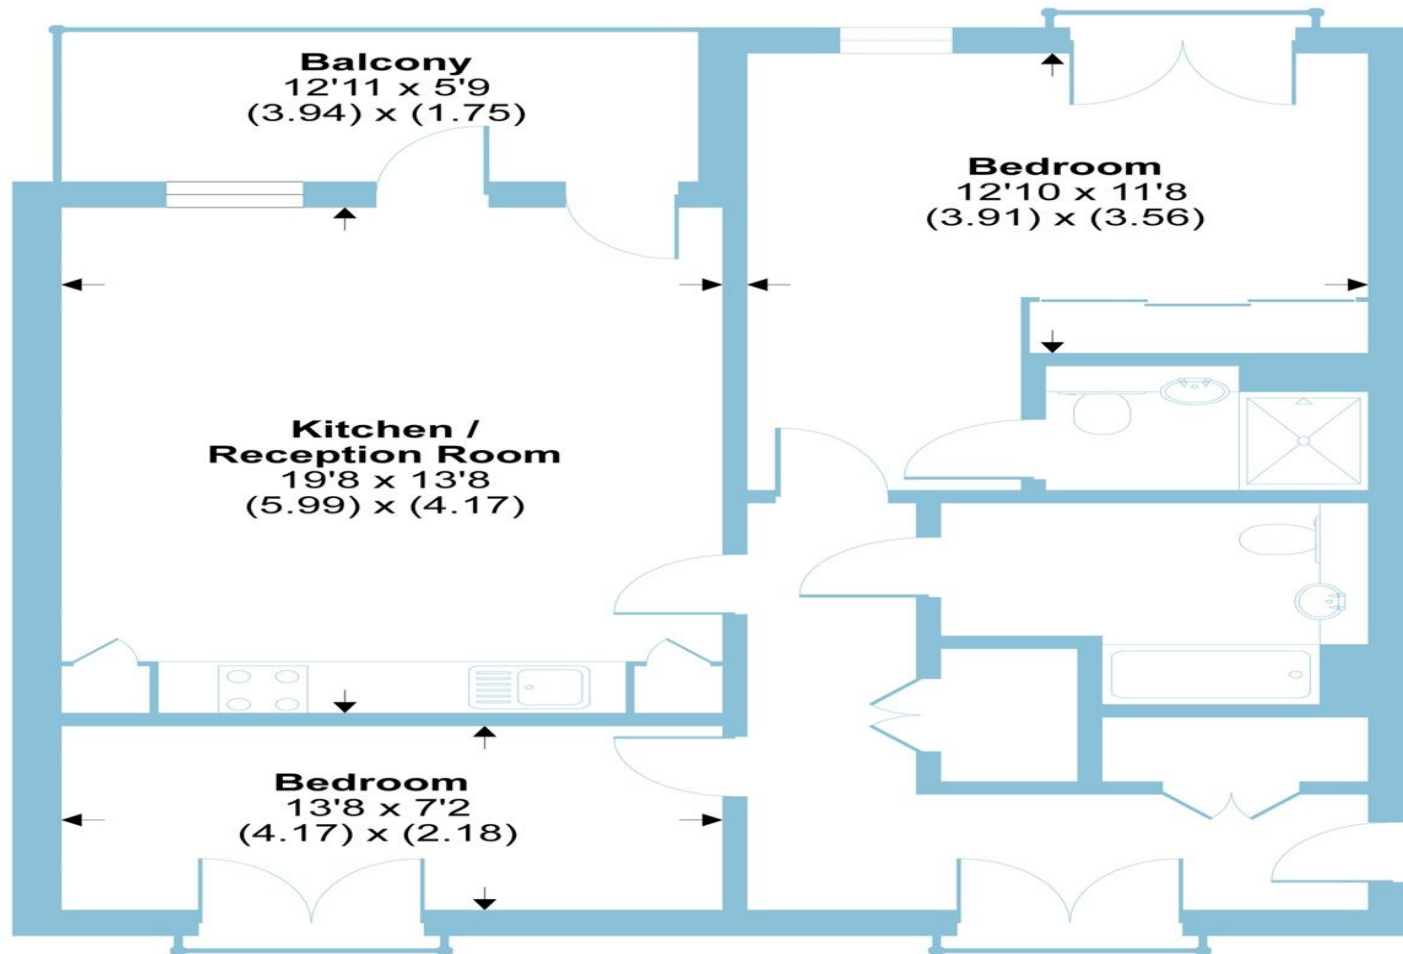 Balcony
12'11 x 5'9
(3.94) x (1.75)
Bedroom
12'10 x 11'8
(3.91) x (3.56)
Kitchen /
Reception Room
19'8 x 13'8
(5.99) x (4.17)
Bedroom
13'8 x 7'2
(4.17) x (2.18)